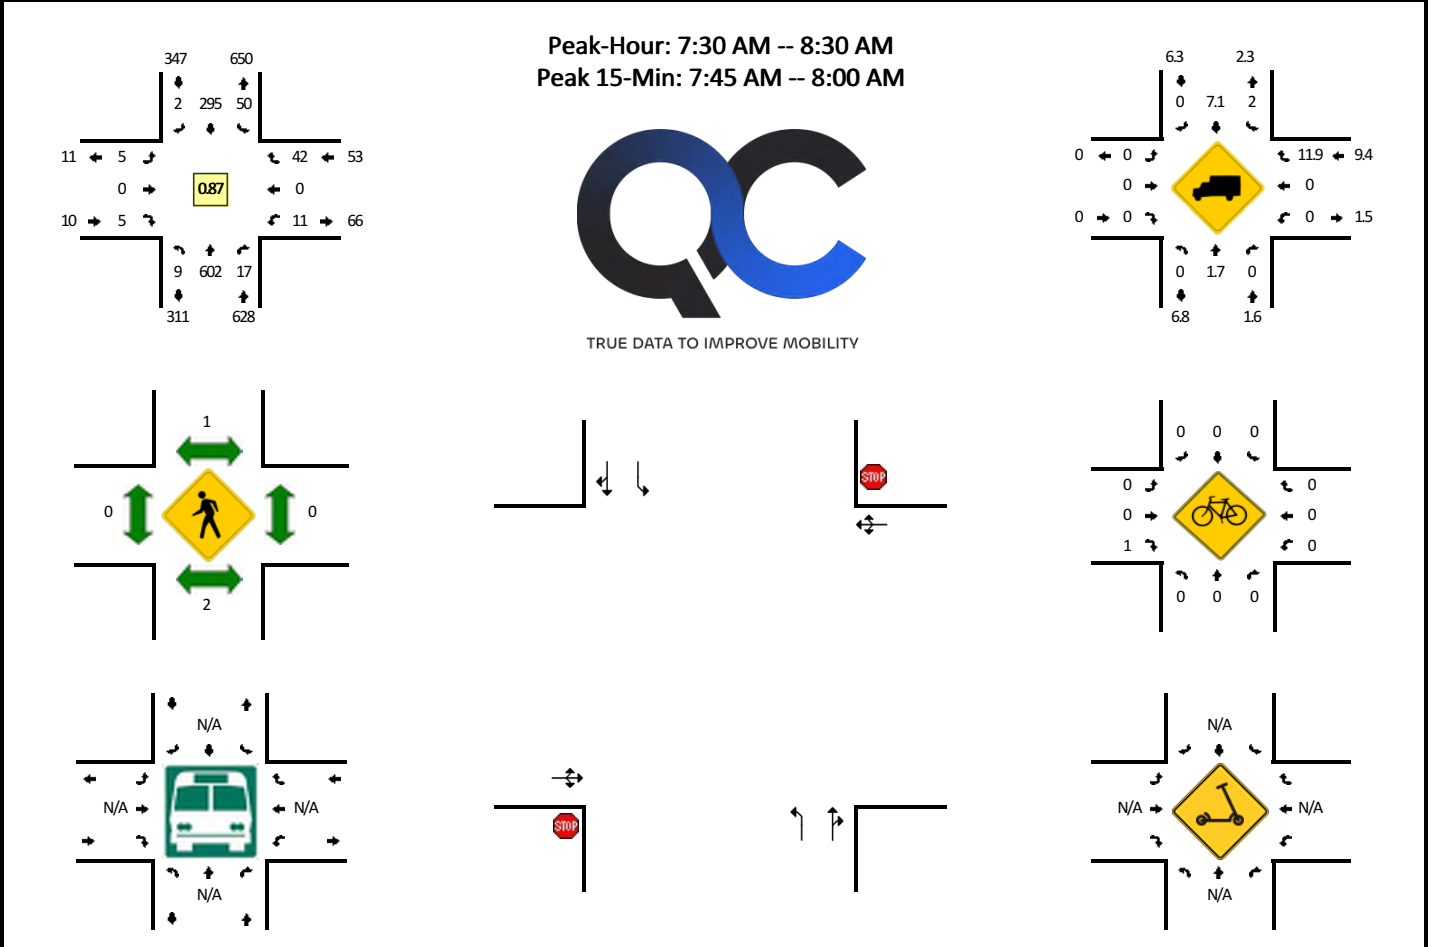 Peak-Hour: 7:30 AM -- 8:30 AM
Peak 15-Min: 7:45 AM -- 8:00 AM
347 650
2 295 50
11 5 42 53
0 0.87 0
10 5 11 66
9 602 17
311 628
QC
TRUE DATA TO IMPROVE MOBILITY
6.3 2.3
0 7.1 2
0 0 11.9 9.4
0 0
0 0 0 1.5
0 1.7 0
6.8 1.6
1
0 0
2
STOP
0 0 0
0 0
0 0
1 0
0 0 0
N/A
N/A N/A
N/A
STOP
N/A
N/A N/A
N/A